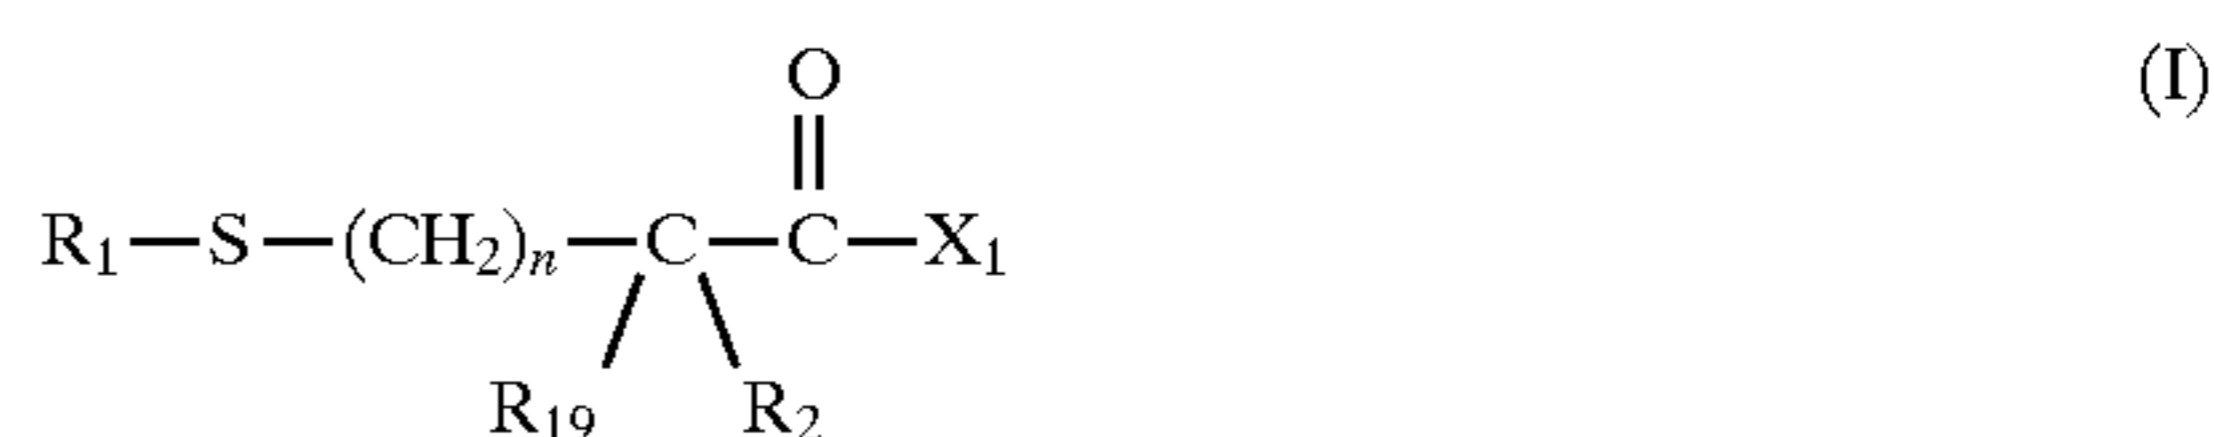 O (I)
R₁—S—(CH₂)ₙ—C—C—X₁
R₁₉ R₂